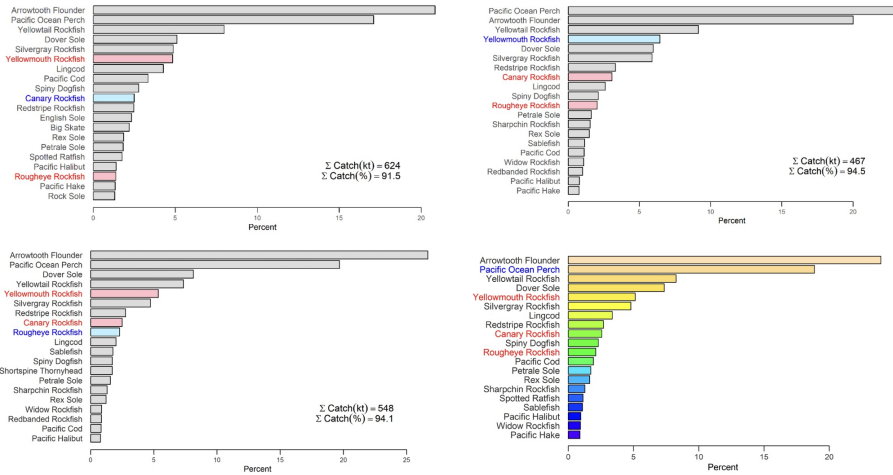 Arrowtooth Flounder
Pacific Ocean Perch
Yellowtail Rockfish
Dover Sole
Silvergray Rockfish
Yellowmouth Rockfish
Lingcod
Pacific Cod
Spiny Dogfish
Canary Rockfish
Redstripe Rockfish
English Sole
Big Skate
Rex Sole
Petrale Sole
Spotted Ratfish
Pacific Halibut
Rougheye Rockfish
Pacific Hake
Rock Sole
Σ Catch(kt) = 624
Σ Catch(%) = 91.5
0 5 10 15 20
Percent
Pacific Ocean Perch
Arrowtooth Flounder
Yellowtail Rockfish
Yellowmouth Rockfish
Dover Sole
Silvergray Rockfish
Redstripe Rockfish
Canary Rockfish
Lingcod
Spiny Dogfish
Rougheye Rockfish
Petrale Sole
Sharpchin Rockfish
Rex Sole
Sablefish
Pacific Cod
Widow Rockfish
Redbanded Rockfish
Pacific Halibut
Pacific Hake
Σ Catch(kt) = 467
Σ Catch(%) = 94.5
0 5 10 15 20
Percent
Arrowtooth Flounder
Pacific Ocean Perch
Dover Sole
Yellowtail Rockfish
Yellowmouth Rockfish
Silvergray Rockfish
Redstripe Rockfish
Canary Rockfish
Rougheye Rockfish
Lingcod
Sablefish
Spiny Dogfish
Shortspine Thornyhead
Petrale Sole
Sharpchin Rockfish
Rex Sole
Widow Rockfish
Redbanded Rockfish
Pacific Cod
Pacific Halibut
Σ Catch(kt) = 548
Σ Catch(%) = 94.1
0 5 10 15 20 25
Percent
Arrowtooth Flounder
Pacific Ocean Perch
Yellowtail Rockfish
Dover Sole
Yellowmouth Rockfish
Silvergray Rockfish
Lingcod
Redstripe Rockfish
Canary Rockfish
Spiny Dogfish
Rougheye Rockfish
Pacific Cod
Petrale Sole
Rex Sole
Sharpchin Rockfish
Spotted Ratfish
Sablefish
Pacific Halibut
Widow Rockfish
Pacific Hake
0 5 10 15 20
Percent